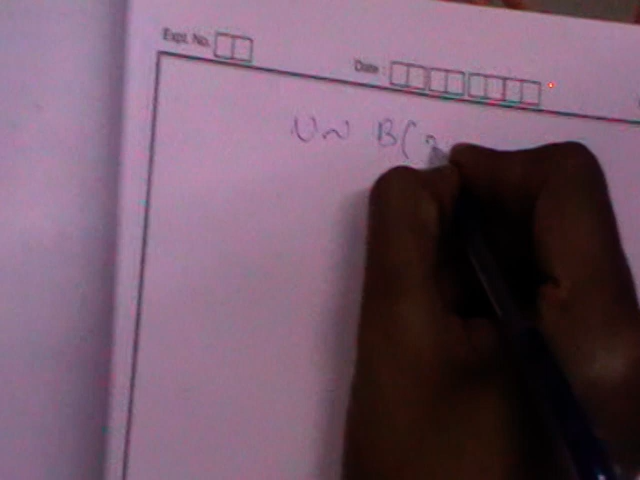 Expt. No.
Date :
U ~ B(